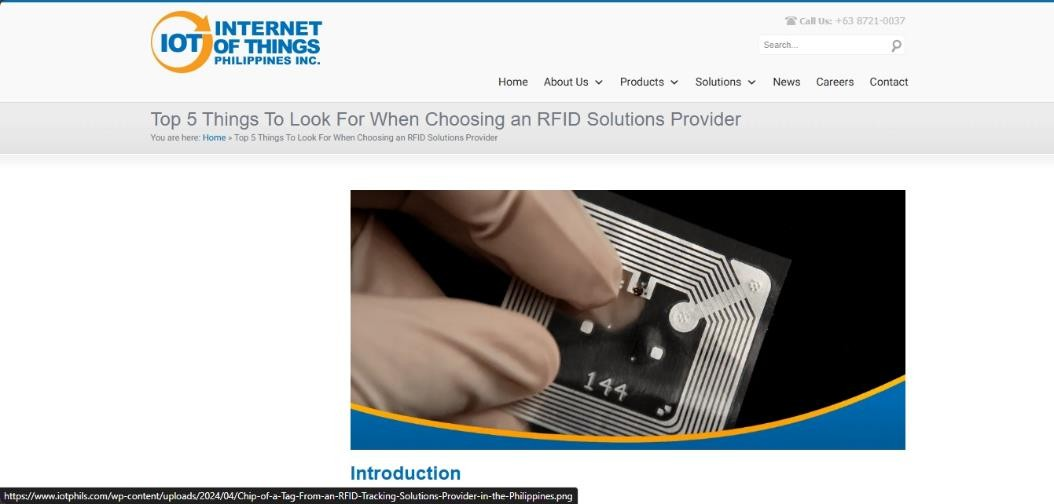 IOT
INTERNET
OF THINGS
PHILIPPINES INC.
Call Us: +63 8721-0037
Search...
Home About Us Products Solutions News Careers Contact
Top 5 Things To Look For When Choosing an RFID Solutions Provider
You are here: Home » Top 5 Things To Look For When Choosing an RFID Solutions Provider
144
Introduction
https://www.iotphils.com/wp-content/uploads/2024/04/Chip-of-a-Tag-From-an-RFID-Tracking-Solutions-Provider-in-the-Philippines.png